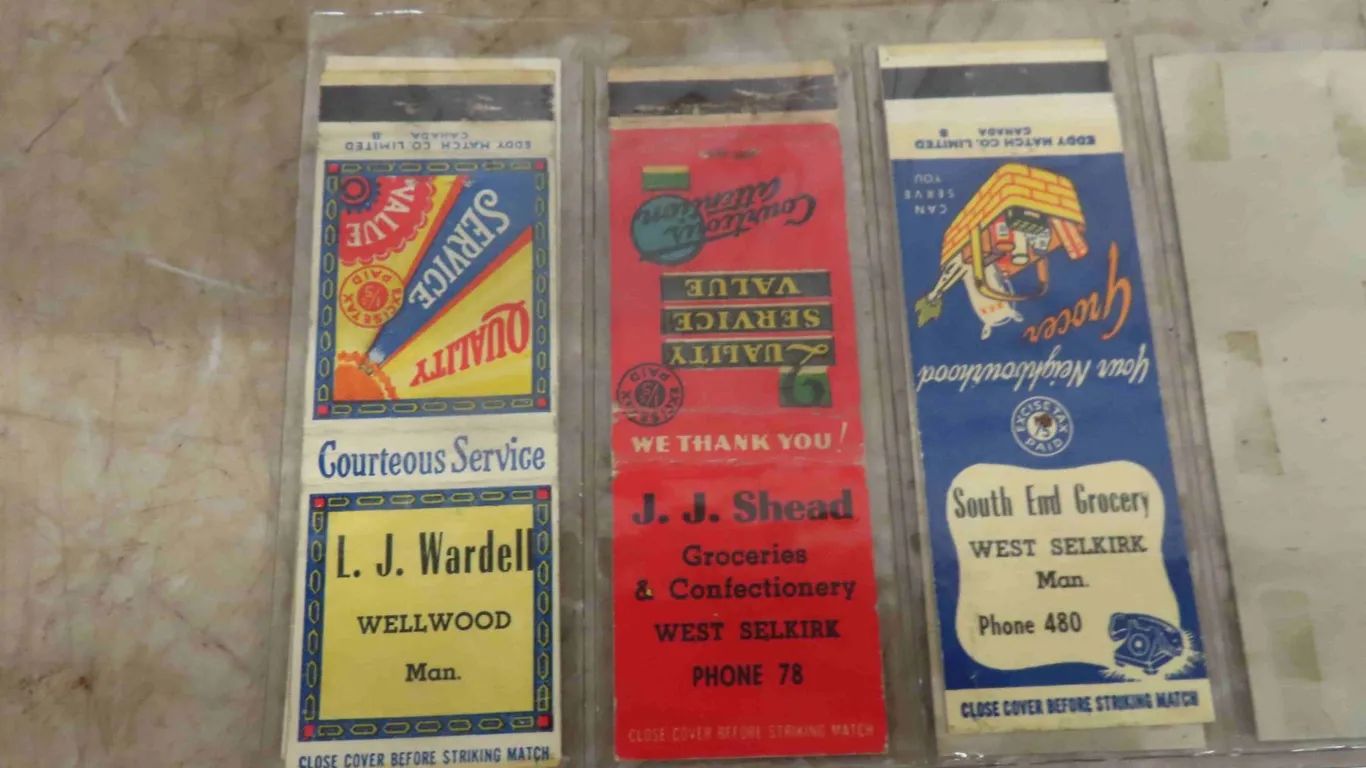 EDDY MATCH CO. LIMITED
CANADA 8
VALUE
SERVICE
QUALITY
EXCISE TAX
PAID
Courteous Service
L. J. Wardell
WELLWOOD
Man.
CLOSE COVER BEFORE STRIKING MATCH
Courteous
attention
QUALITY
SERVICE
VALUE
EXCISE TAX
PAID
WE THANK YOU!
J. J. Shead
Groceries
& Confectionery
WEST SELKIRK
PHONE 78
CLOSE COVER BEFORE STRIKING MATCH
EDDY MATCH CO. LIMITED
CANADA 8
Your Neighbourhood
Grocer
CAN
SERVE
YOU
EXCISE TAX
PAID
South End Grocery
WEST SELKIRK
Man.
Phone 480
CLOSE COVER BEFORE STRIKING MATCH